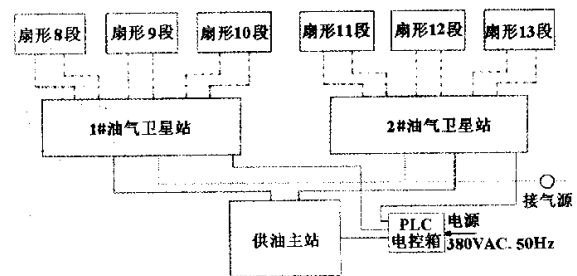 扇形8段
扇形9段
扇形10段
扇形11段
扇形12段
扇形13段
1#油气卫星站
2#油气卫星站
接气源
供油主站
PLC
电控箱
电源
380VAC. 50Hz